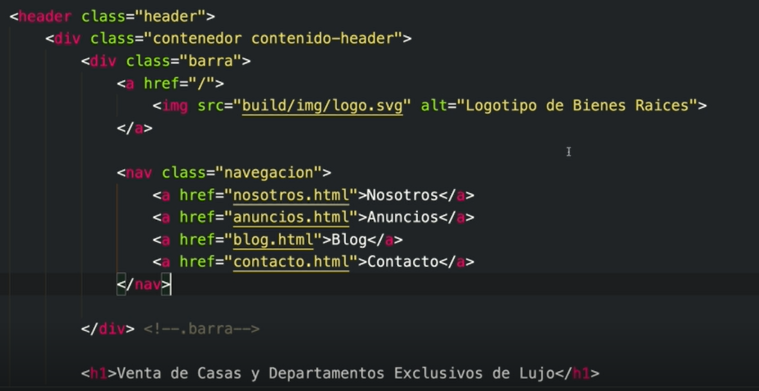 <header class="header">
<div class="contenedor contenido-header">
<div class="barra">
<a href="/">
<img src="build/img/logo.svg" alt="Logotipo de Bienes Raices">
</a>
<nav class="navegacion">
<a href="nosotros.html">Nosotros</a>
<a href="anuncios.html">Anuncios</a>
<a href="blog.html">Blog</a>
<a href="contacto.html">Contacto</a>
</nav>
</div> <!--.barra-->
<h1>Venta de Casas y Departamentos Exclusivos de Lujo</h1>